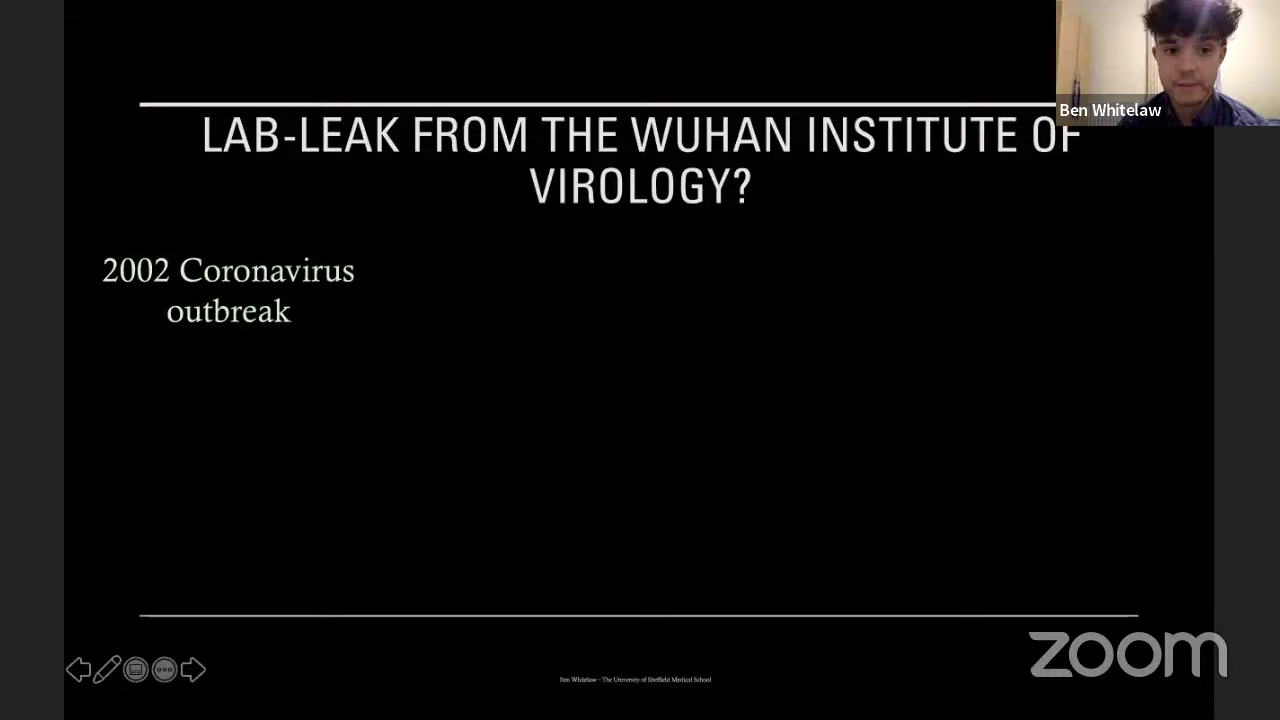 Ben Whitelaw
LAB-LEAK FROM THE WUHAN INSTITUTE OF
VIROLOGY?
2002 Coronavirus
outbreak
zoom
Ben Whitelaw – The University of Sheffield Medical School